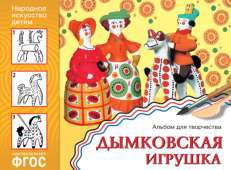 Народное
искусство
детям
Альбом для творчества
ДЫМКОВСКАЯ
ИГРУШКА
ФГОС